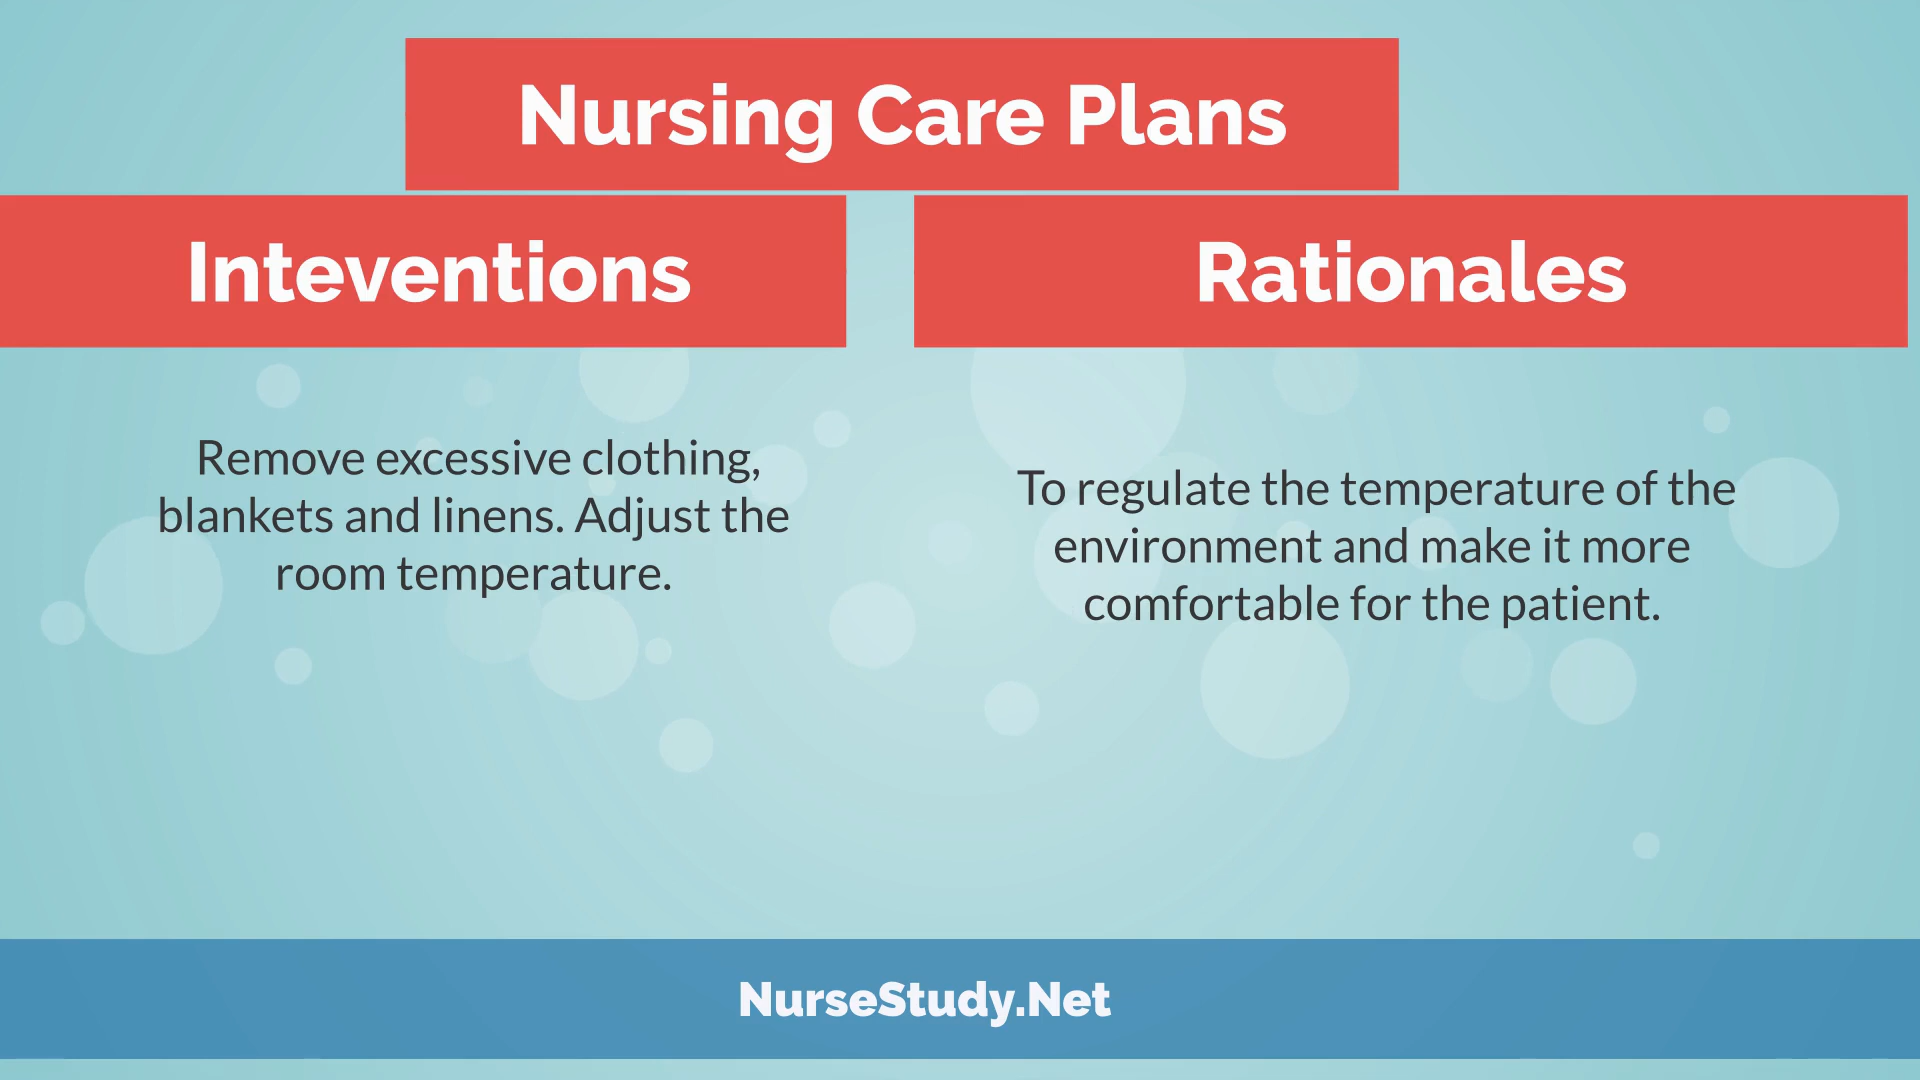 Nursing Care Plans
Inteventions
Rationales
Remove excessive clothing,
blankets and linens. Adjust the
room temperature.
To regulate the temperature of the
environment and make it more
comfortable for the patient.
NurseStudy.Net